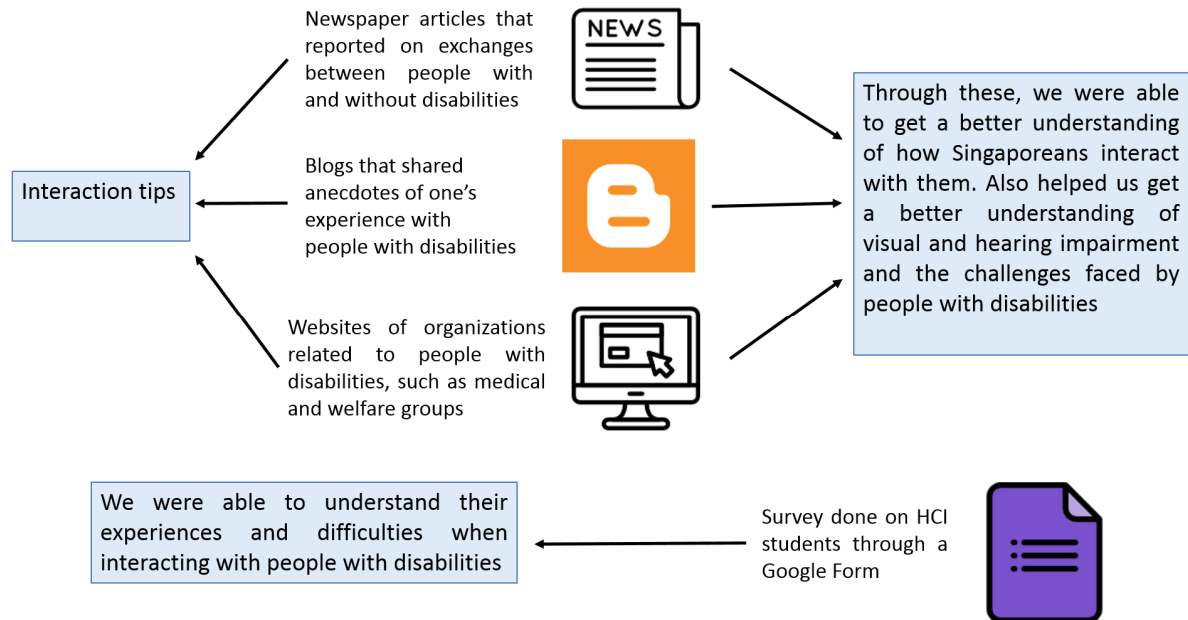 Newspaper articles that
reported on exchanges
between people with
and without disabilities
NEWS
Through these, we were able
to get a better understanding
of how Singaporeans interact
with them. Also helped us get
a better understanding of
visual and hearing impairment
and the challenges faced by
people with disabilities
Interaction tips
Blogs that shared
anecdotes of one’s
experience with
people with disabilities
Websites of organizations
related to people with
disabilities, such as medical
and welfare groups
We were able to understand their
experiences and difficulties when
interacting with people with disabilities
Survey done on HCI
students through a
Google Form